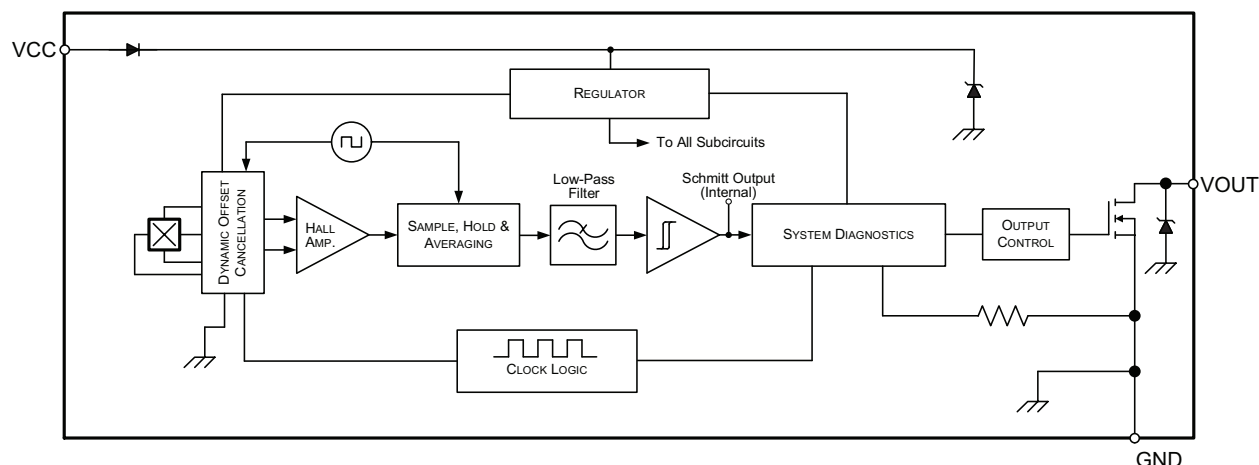 VCC
REGULATOR
To All Subcircuits
DYNAMIC OFFSET
CANCELLATION
HALL
AMP.
SAMPLE, HOLD &
AVERAGING
Low-Pass
Filter
Schmitt Output
(Internal)
SYSTEM DIAGNOSTICS
OUTPUT
CONTROL
VOUT
CLOCK LOGIC
GND